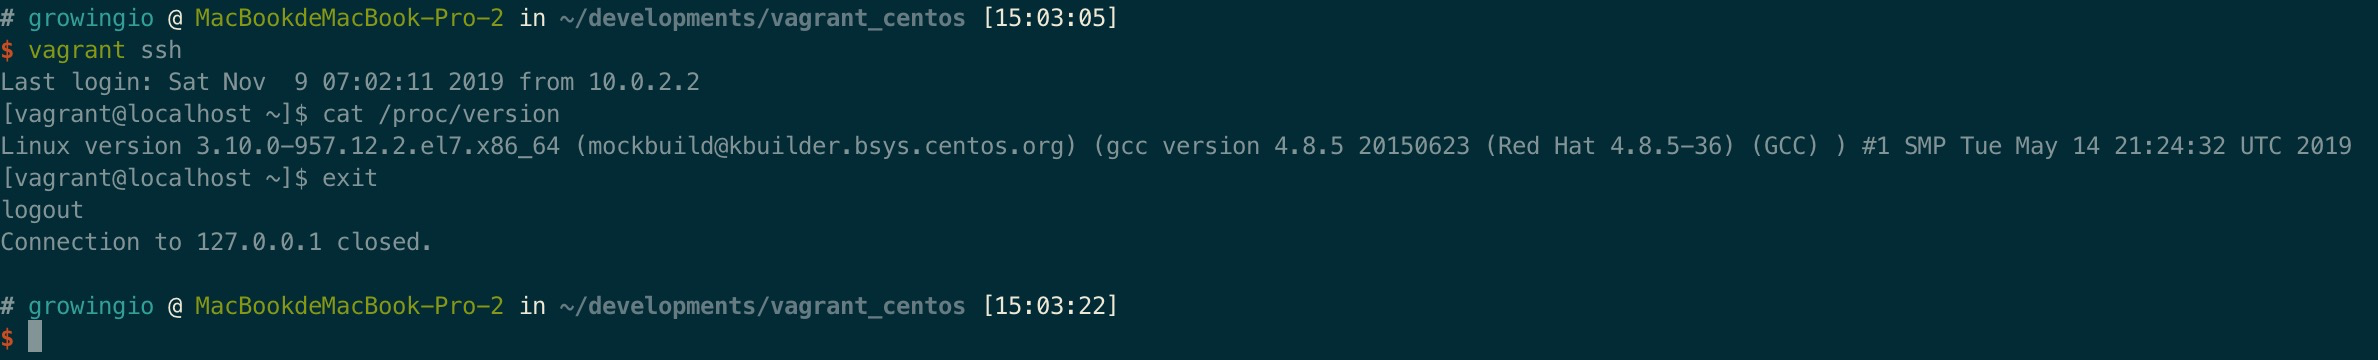 # growingio @ MacBookdeMacBook-Pro-2 in ~/developments/vagrant_centos [15:03:05]
$ vagrant ssh
Last login: Sat Nov  9 07:02:11 2019 from 10.0.2.2
[vagrant@localhost ~]$ cat /proc/version
Linux version 3.10.0-957.12.2.el7.x86_64 (mockbuild@kbuilder.bsys.centos.org) (gcc version 4.8.5 20150623 (Red Hat 4.8.5-36) (GCC) ) #1 SMP Tue May 14 21:24:32 UTC 2019
[vagrant@localhost ~]$ exit
logout
Connection to 127.0.0.1 closed.
# growingio @ MacBookdeMacBook-Pro-2 in ~/developments/vagrant_centos [15:03:22]
$